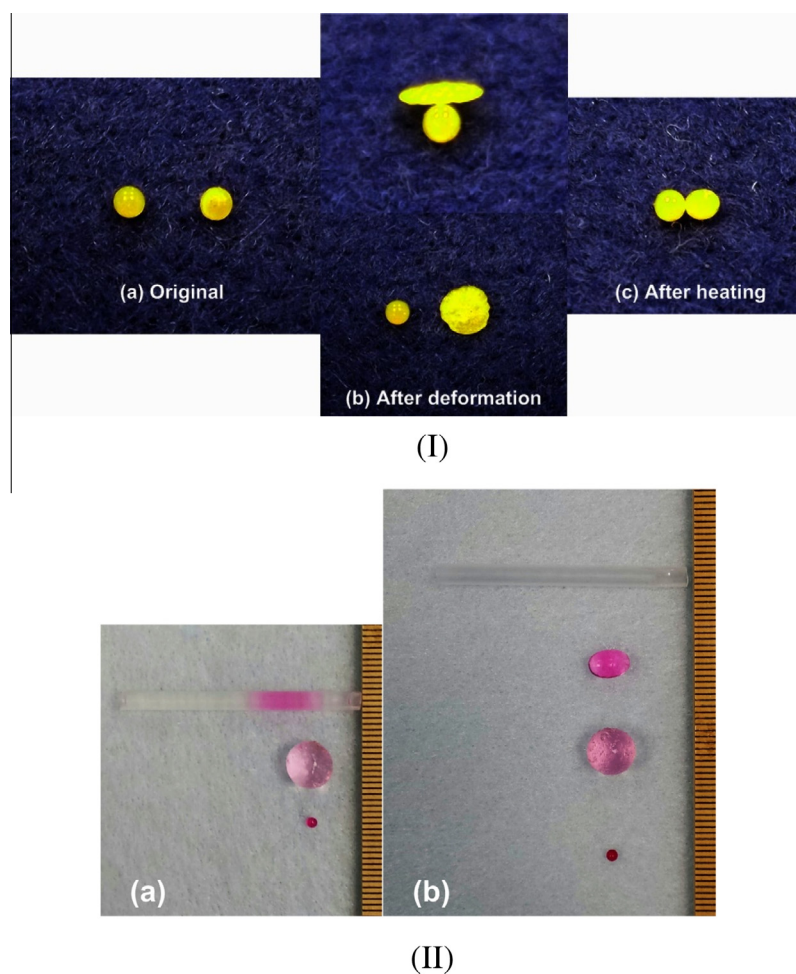 (a) Original
(b) After deformation
(c) After heating
(I)
(a)
(b)
(II)